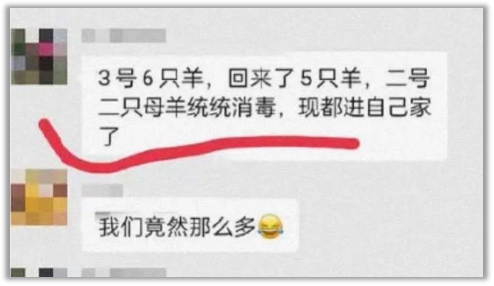 3号6只羊，回来了5只羊，二号
二只母羊统统消毒，现都进自己家
了
我们竟然那么多😂